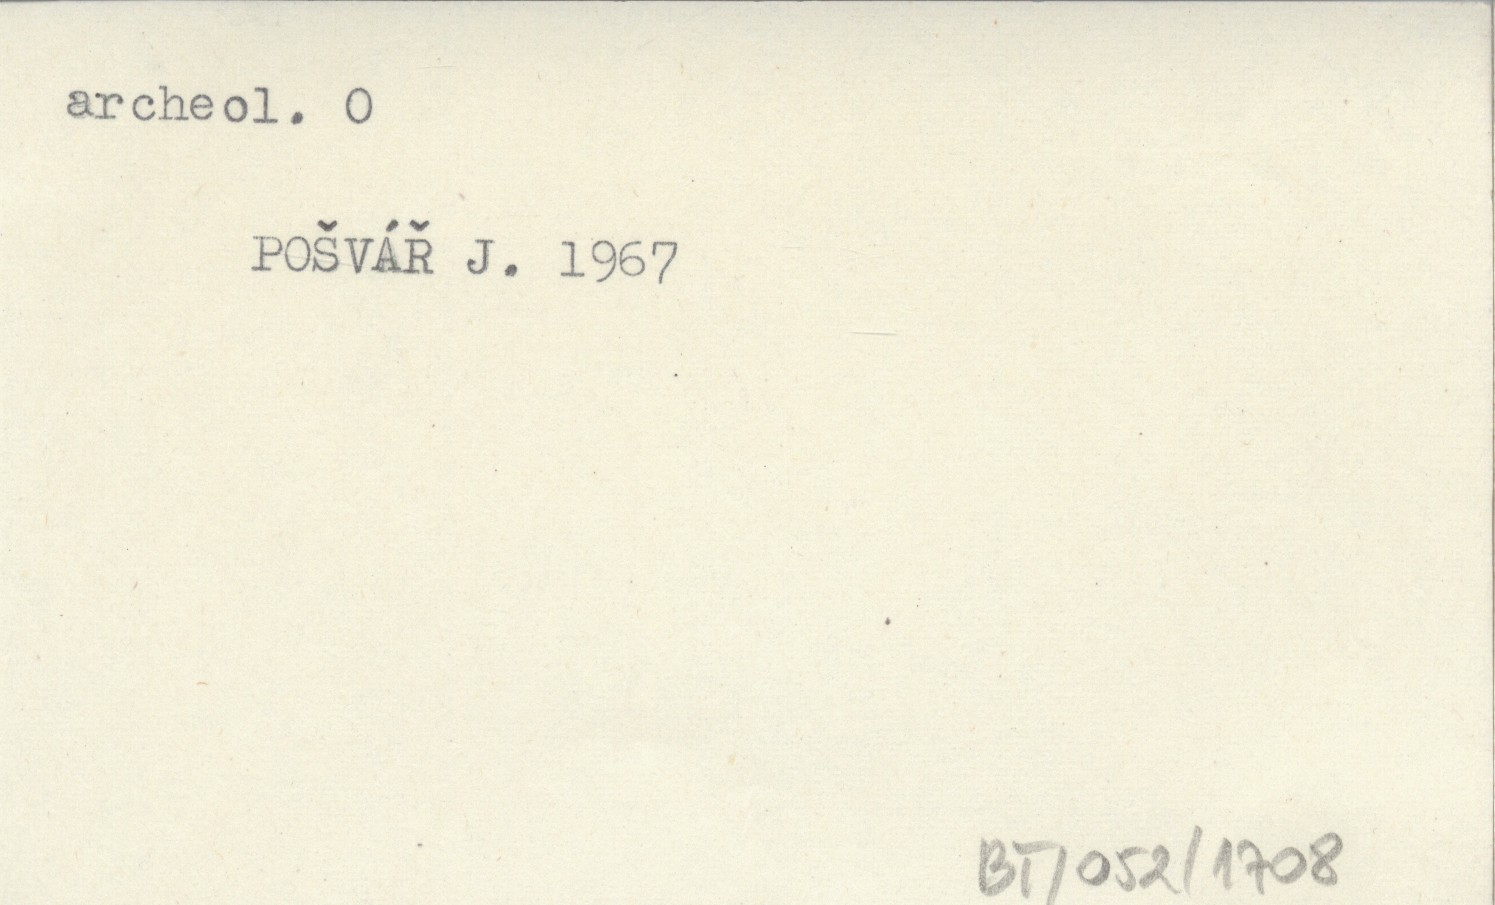 archeol. O
POŠVÁŘ J. 1967
BT/052/1708